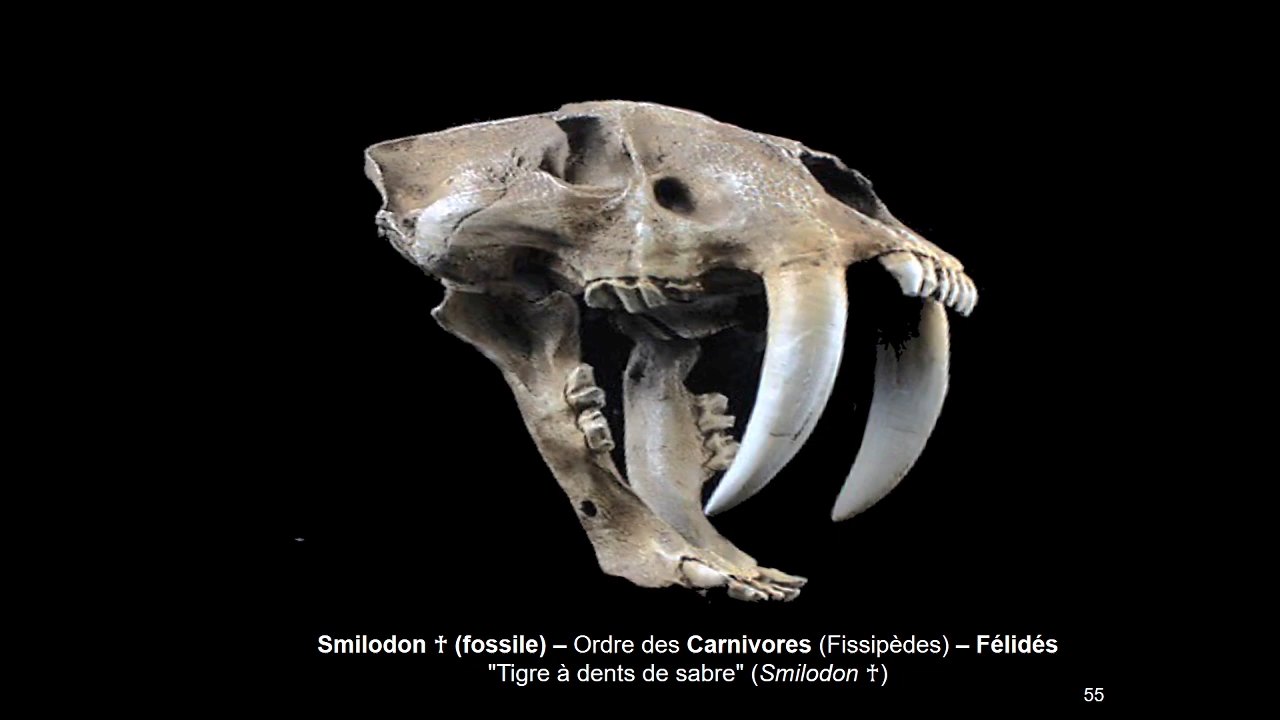 Smilodon † (fossile) – Ordre des Carnivores (Fissipèdes) – Félidés
"Tigre à dents de sabre" (Smilodon †)
55